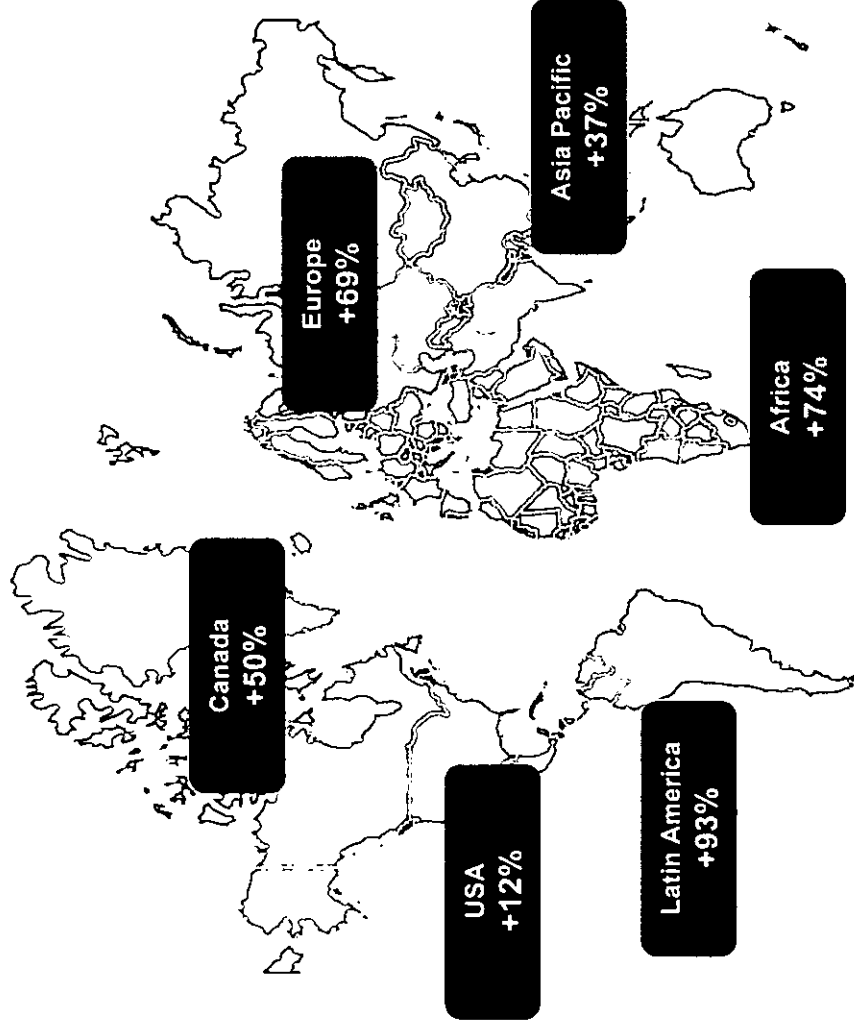 Canada
+50%
Europe
+69%
USA
+12%
Asia Pacific
+37%
Latin America
+93%
Africa
+74%